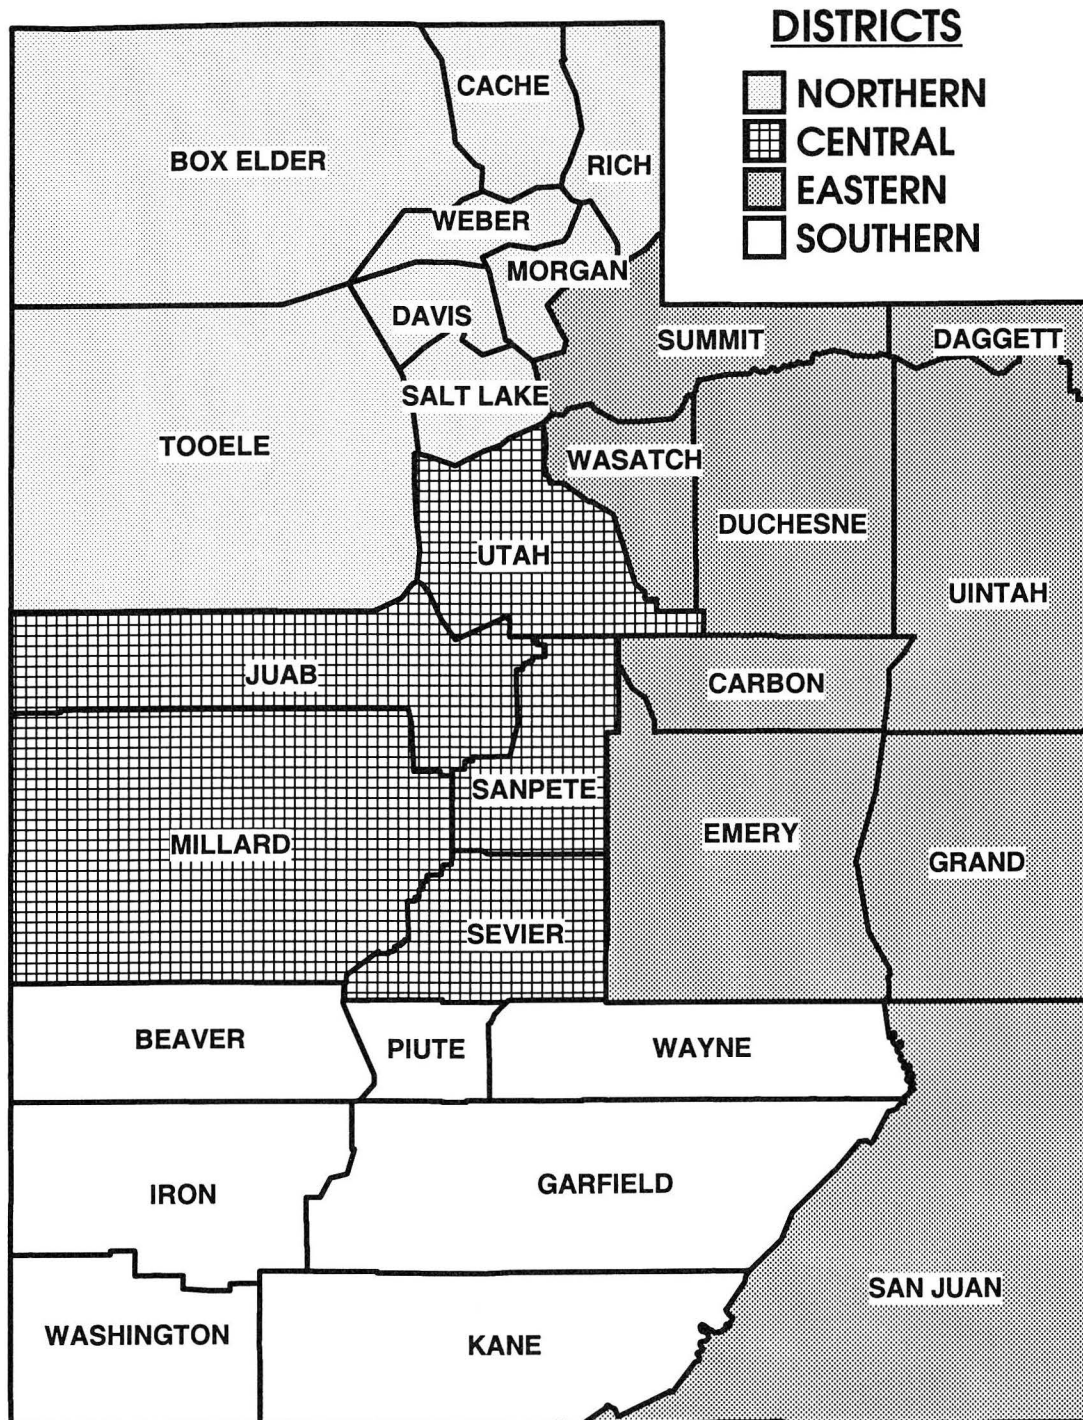 DISTRICTS
NORTHERN
CENTRAL
EASTERN
SOUTHERN
CACHE
BOX ELDER
RICH
WEBER
MORGAN
DAVIS
SUMMIT
DAGGETT
SALT LAKE
TOOELE
WASATCH
DUCHESNE
UTAH
UINTAH
JUAB
CARBON
SANPETE
MILLARD
EMERY
GRAND
SEVIER
BEAVER
PIUTE
WAYNE
IRON
GARFIELD
SAN JUAN
WASHINGTON
KANE